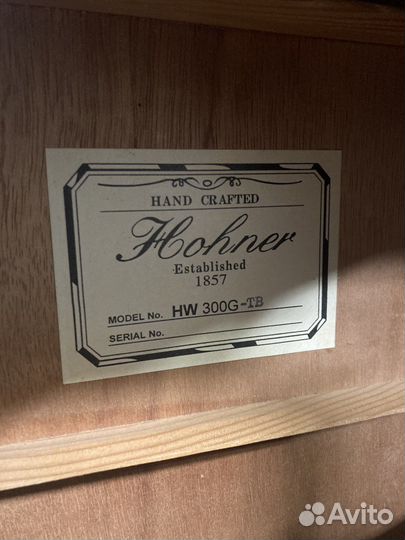 HAND CRAFTED
Hohner
Established
1857
MODEL No. HW 300G-TB
SERIAL No.
Avito